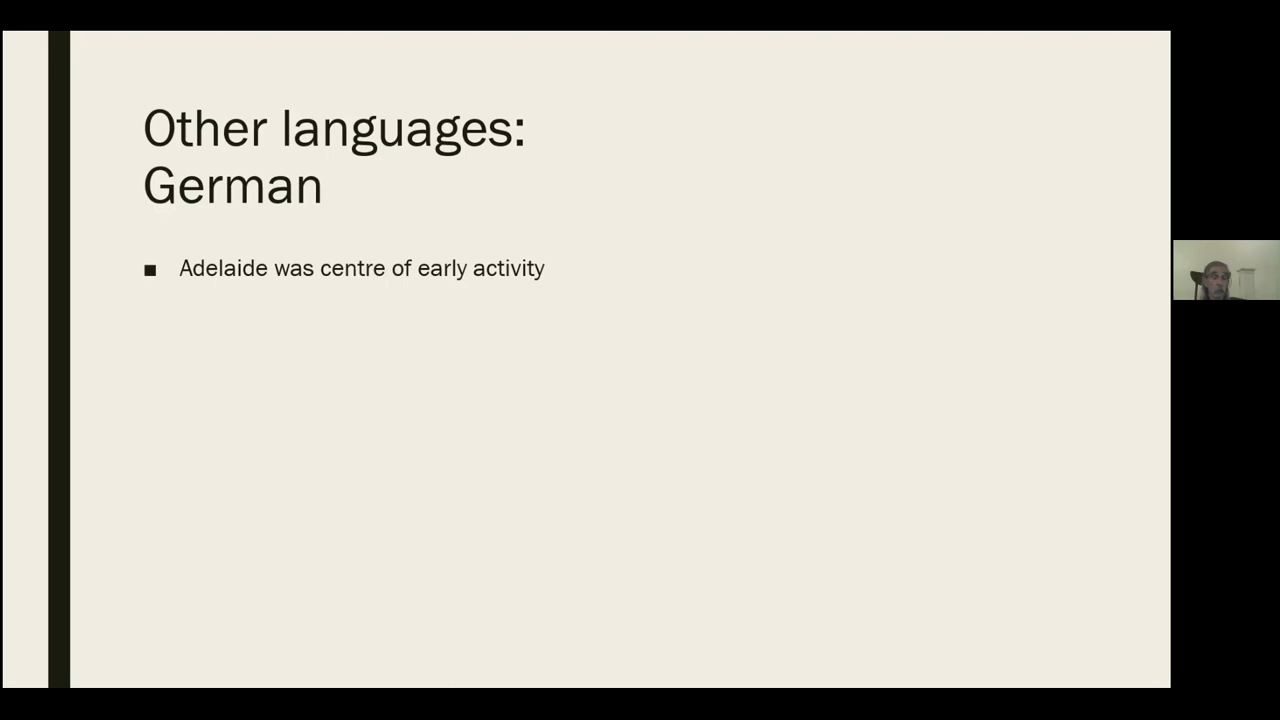 Other languages:
German
■ Adelaide was centre of early activity